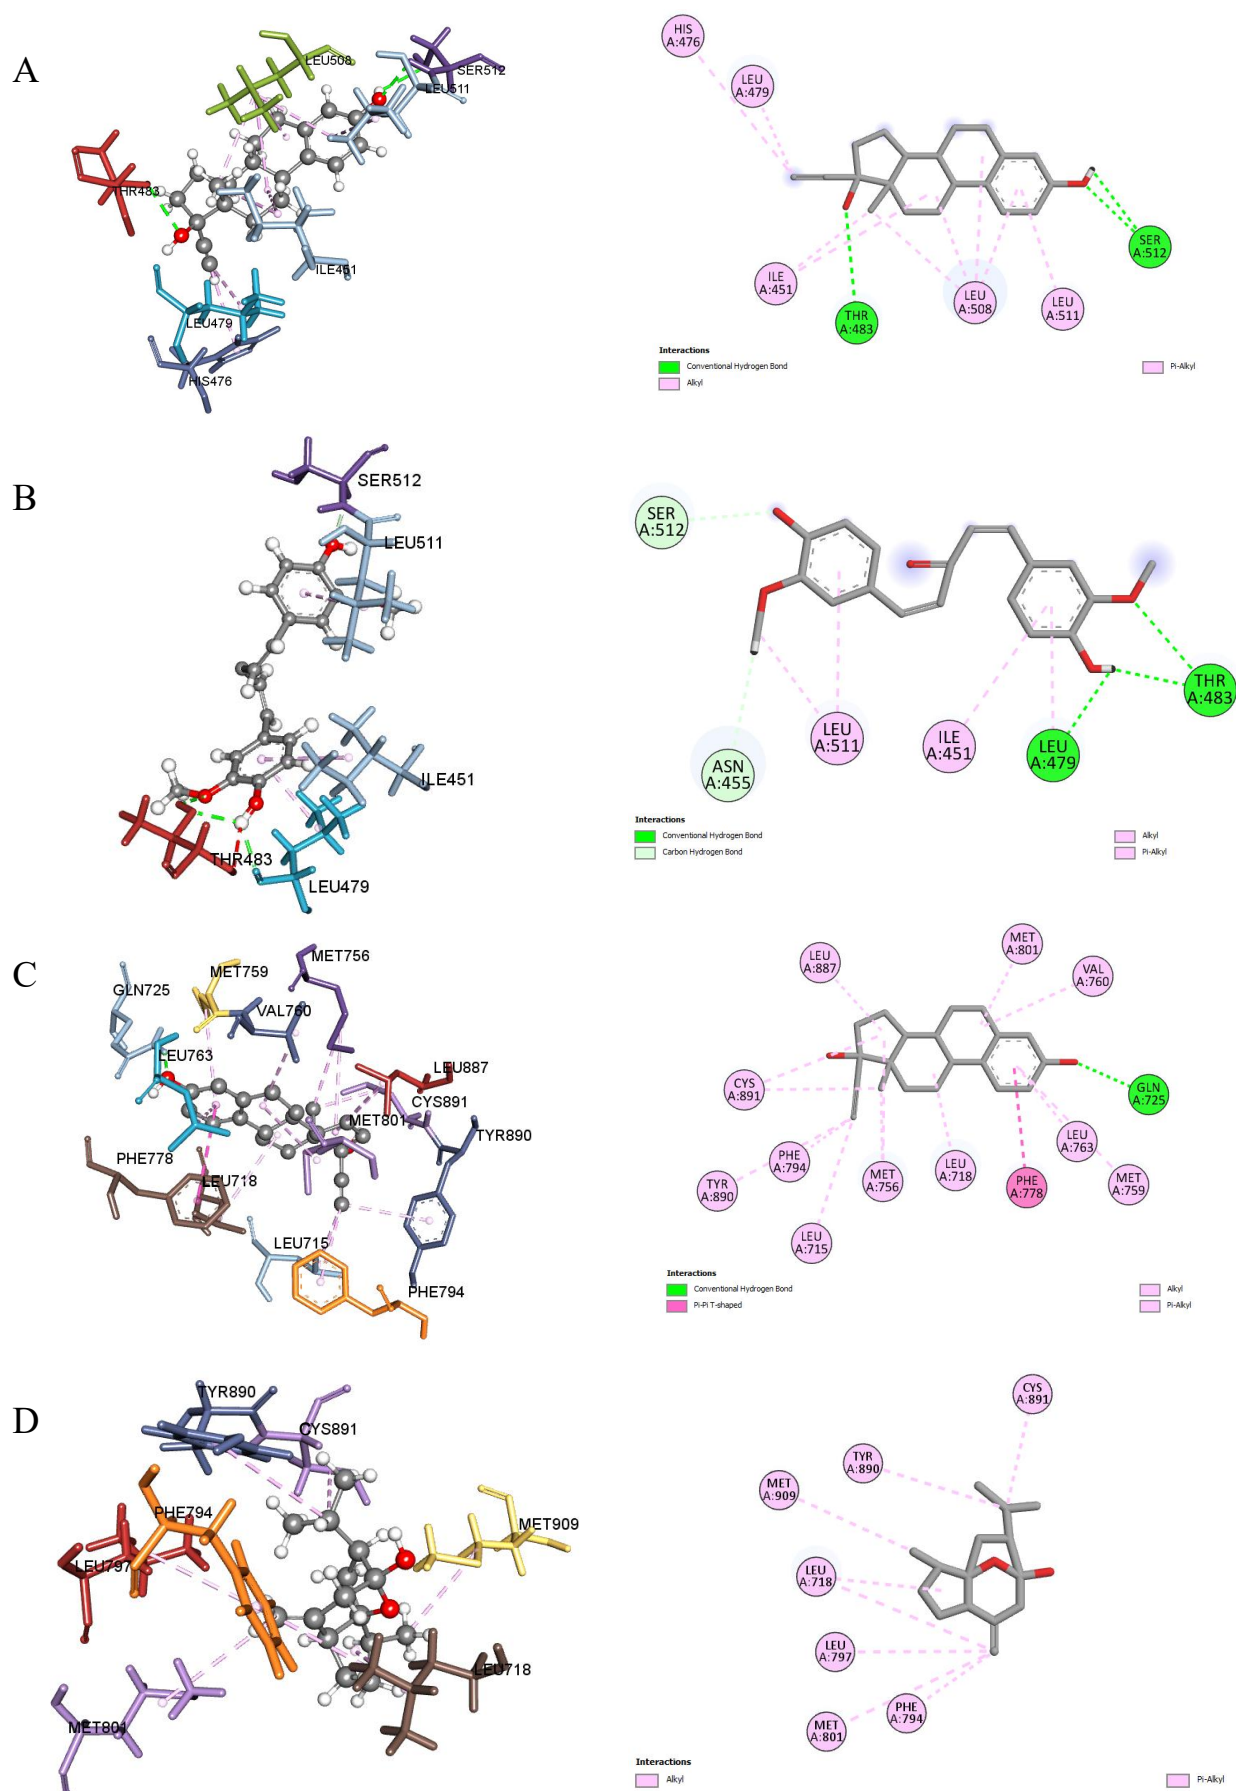 A
LEU508
SER512
LEU511
THR483
ILE451
LEU479
HIS476
HIS
A:476
LEU
A:479
SER
A:512
ILE
A:451
THR
A:483
LEU
A:508
LEU
A:511
Interactions
Conventional Hydrogen Bond
Alkyl
Pi-Alkyl
B
SER512
LEU511
ILE451
THR483
LEU479
SER
A:512
THR
A:483
LEU
A:511
ILE
A:451
LEU
A:479
ASN
A:455
Interactions
Conventional Hydrogen Bond
Carbon Hydrogen Bond
Alkyl
Pi-Alkyl
C
MET756
MET759
GLN725
VAL760
LEU763
LEU887
CYS891
MET801
TYR890
PHE778
LEU718
LEU715
PHE794
MET
A:801
LEU
A:887
VAL
A:760
CYS
A:891
GLN
A:725
LEU
A:763
PHE
A:794
TYR
A:890
MET
A:756
LEU
A:718
PHE
A:778
MET
A:759
LEU
A:715
Interactions
Conventional Hydrogen Bond
Pi-Pi T-shaped
Alkyl
Pi-Alkyl
D
TYR890
CYS891
PHE794
MET909
LEU797
LEU718
MET801
CYS
A:891
TYR
A:890
MET
A:909
LEU
A:718
LEU
A:797
PHE
A:794
MET
A:801
Interactions
Alkyl
Pi-Alkyl